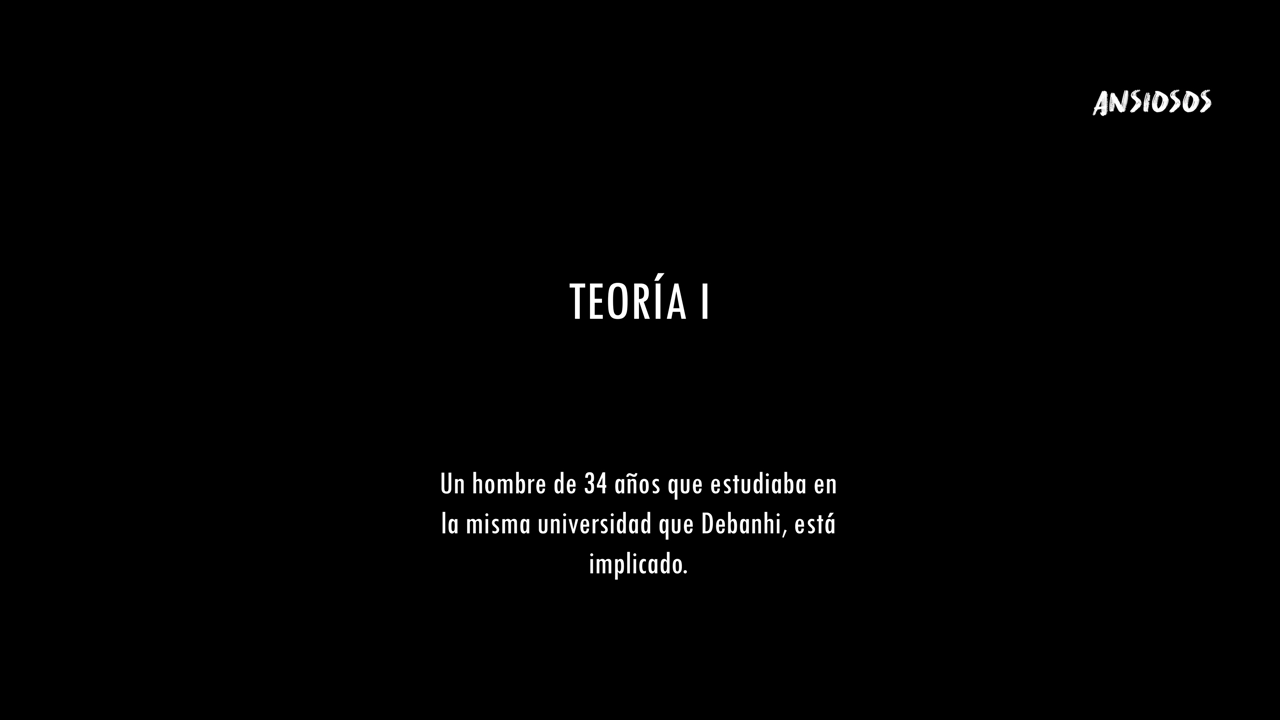 ANSIOSOS
TEORÍA I
Un hombre de 34 años que estudiaba en
la misma universidad que Debanhi, está
implicado.